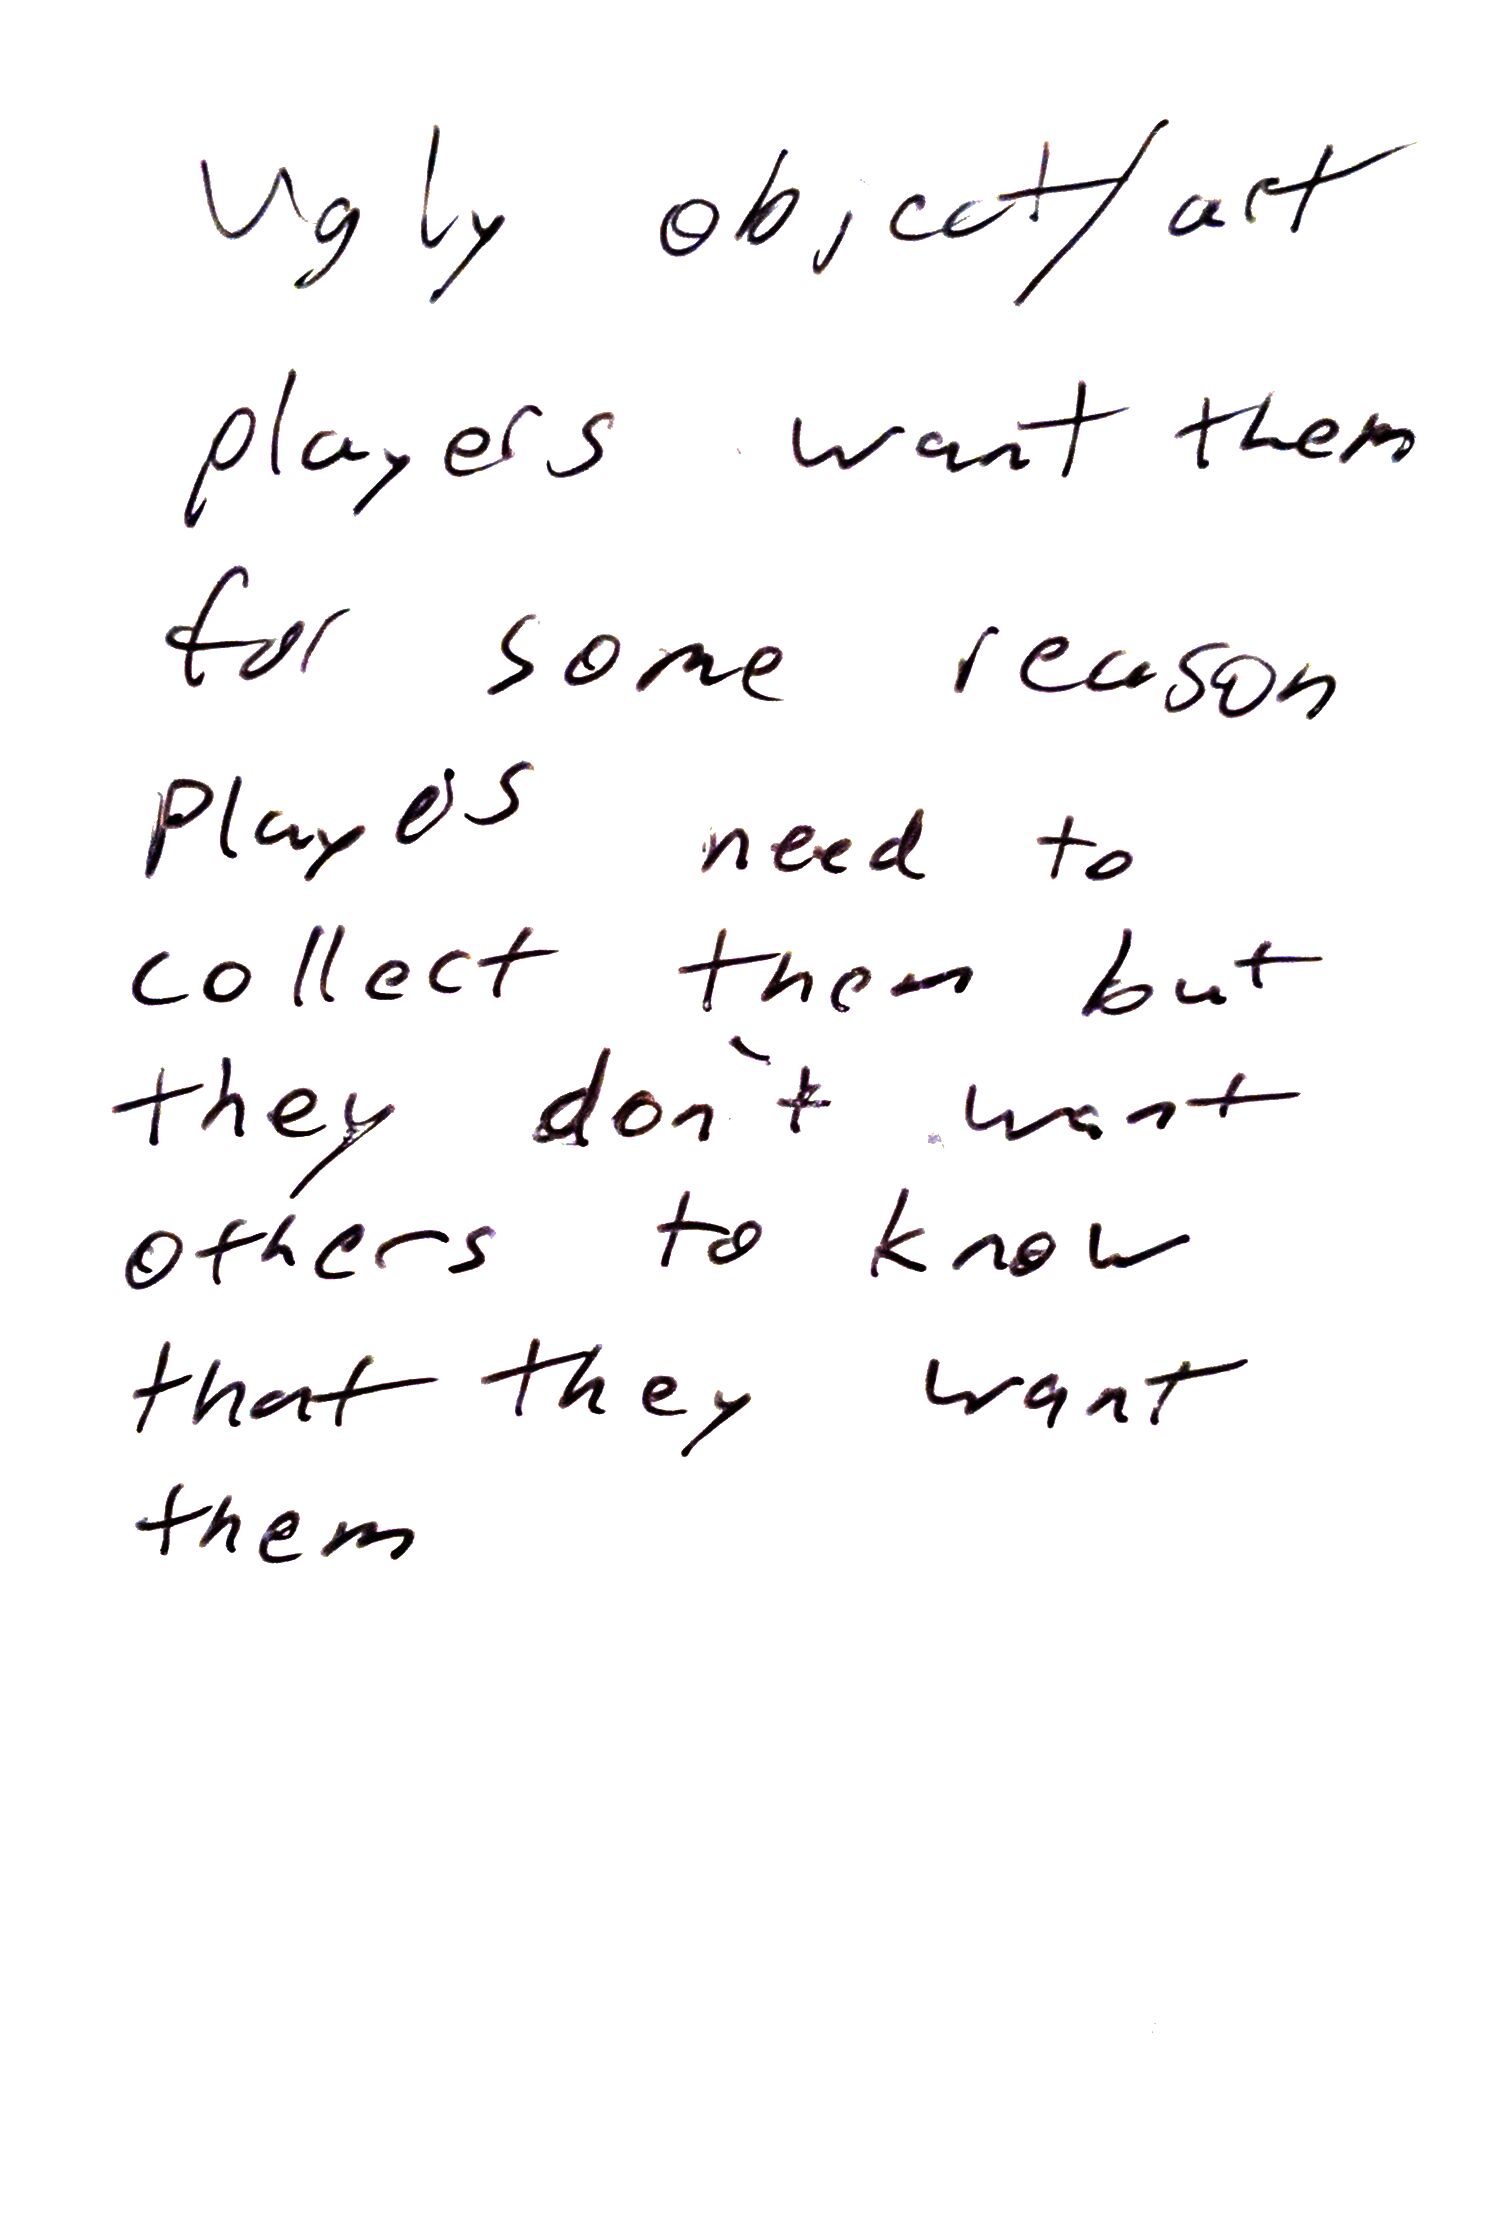 Ugly object/art
players want them
for some reason
players need to
collect them but
they don't want
others to know
that they want
them